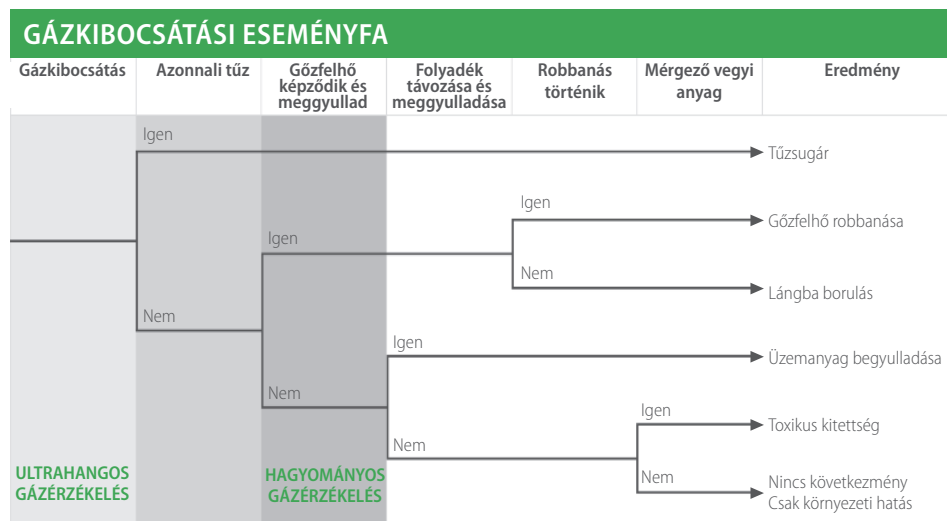 GÁZKIBOCSÁTÁSI ESEMÉNYFA
Gázkibocsátás
Azonnali tűz
Gőzfelhő
képződik és
meggyullad
Folyadék
távozása és
meggyulladása
Robbanás
történik
Mérgező vegyi
anyag
Eredmény
Igen
Tűzsugár
Igen
Gőzfelhő robbanása
Igen
Nem
Lángba borulás
Nem
Igen
Üzemanyag begyulladása
Nem
Igen
Toxikus kitettség
Nem
Nem
Nincs következmény
Csak környezeti hatás
ULTRAHANGOS
GÁZÉRZÉKELÉS
HAGYOMÁNYOS
GÁZÉRZÉKELÉS